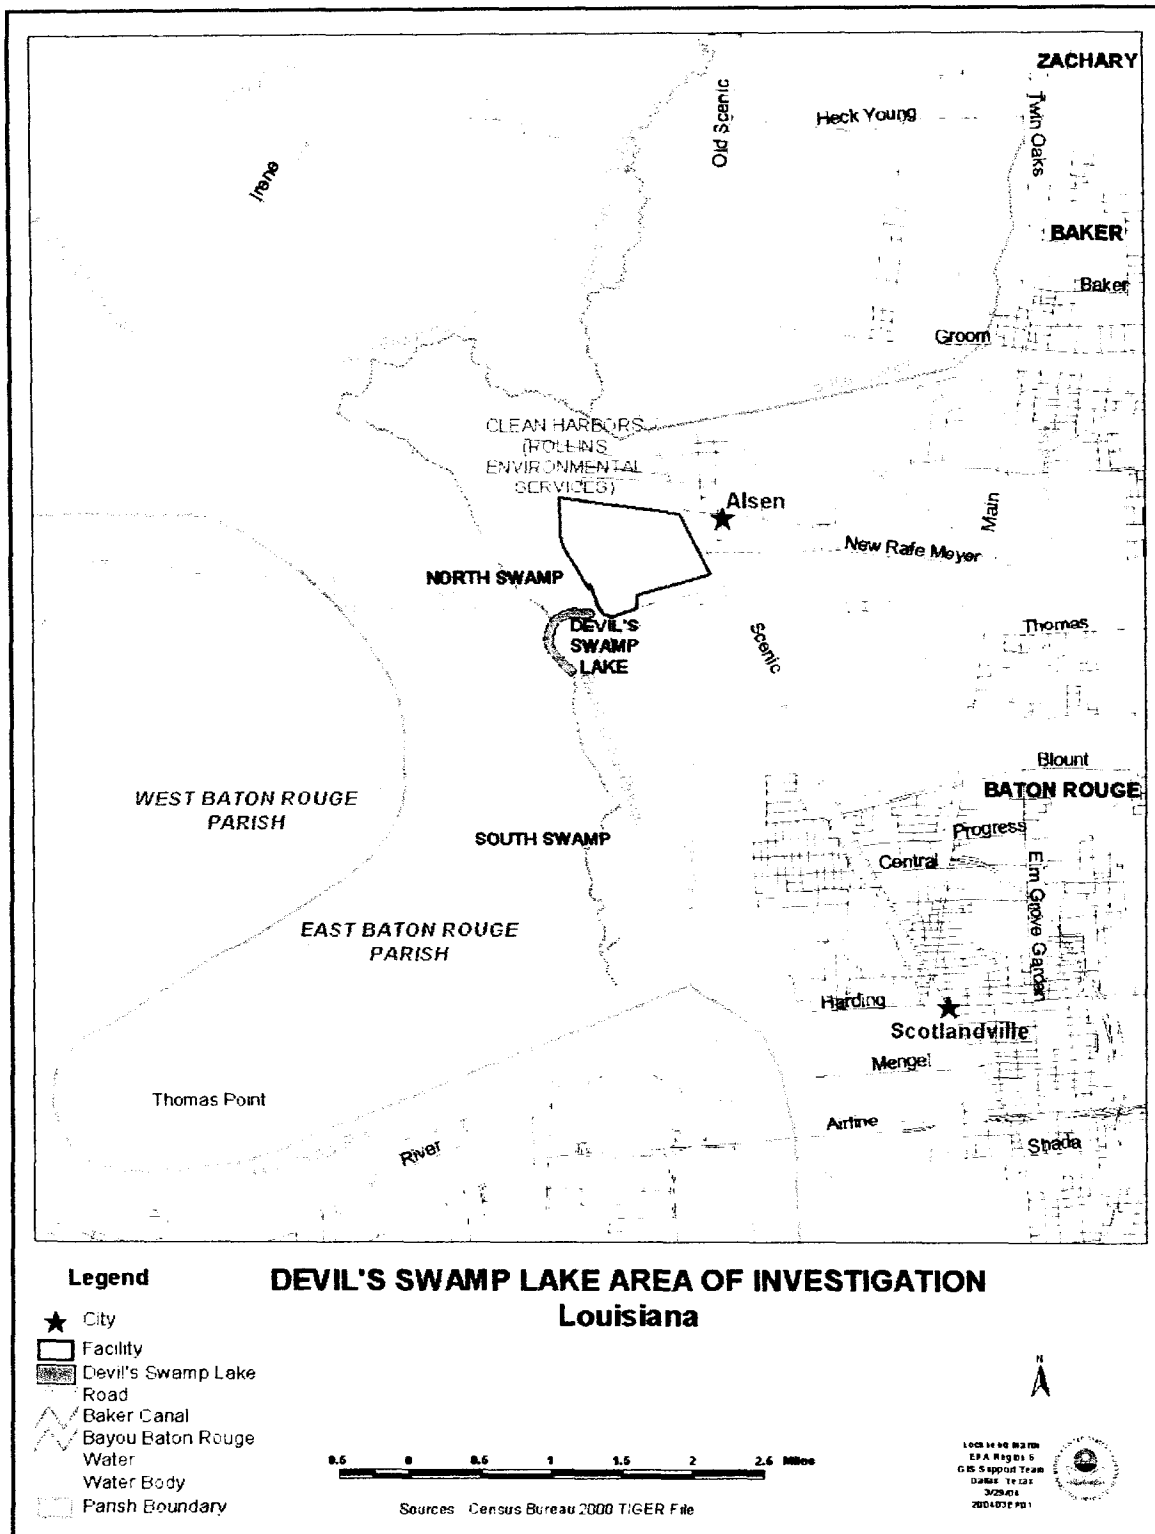 ZACHARY
Old Scenic
Heck Young
Twin Oaks
Irene
BAKER
Baker
Groom
CLEAN HARBORS
(ROLLINS
ENVIRONMENTAL
SERVICES)
Alsen
Main
New Rafe Meyer
NORTH SWAMP
DEVIL'S
SWAMP
LAKE
Scenic
Thomas
Blount
WEST BATON ROUGE
PARISH
BATON ROUGE
SOUTH SWAMP
Progress
Central
Elm Grove Garden
EAST BATON ROUGE
PARISH
Harding
Scotlandville
Mengel
Thomas Point
River
Airline
Shada
Legend
DEVIL'S SWAMP LAKE AREA OF INVESTIGATION
Louisiana
City
Facility
Devil's Swamp Lake
Road
Baker Canal
Bayou Baton Rouge
Water
Water Body
Parish Boundary
N
0.5 0 0.5 1 1.5 2 2.5 Miles
Sources Census Bureau 2000 TIGER File
EPA Region 6
GIS Support Team
Dallas Texas
3/29/04